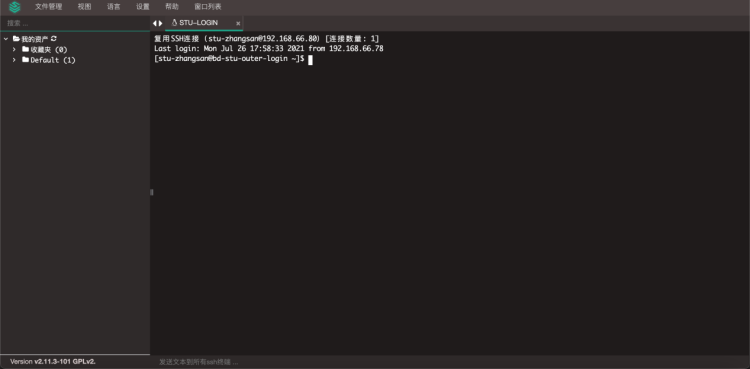 文件管理 视图 语言 设置 帮助 窗口列表
搜索 ...
STU-LOGIN ×
我的资产
收藏夹 (0)
Default (1)
复用SSH连接 (stu-zhangsan@192.168.66.80) [连接数量: 1]
Last login: Mon Jul 26 17:58:33 2021 from 192.168.66.78
[stu-zhangsan@bd-stu-outer-login ~]$
Version v2.11.3-101 GPLv2.
发送文本到所有ssh终端 ...